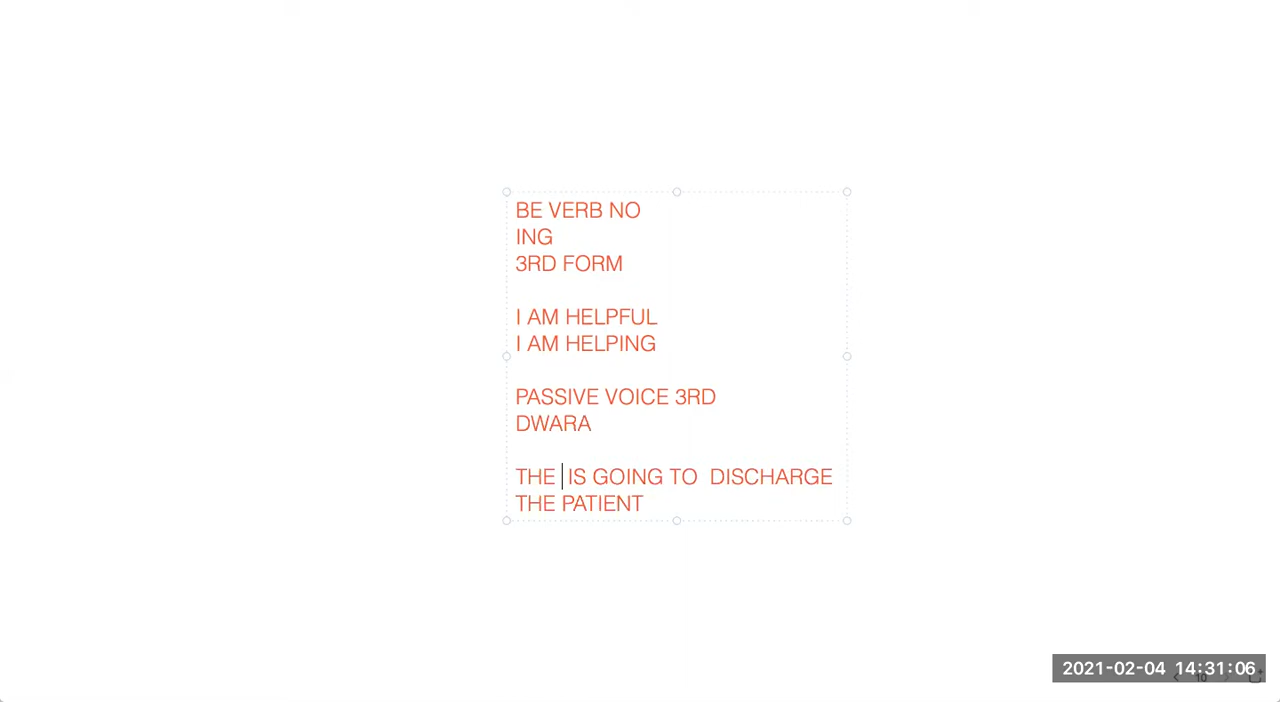 BE VERB NO
ING
3RD FORM
I AM HELPFUL
I AM HELPING
PASSIVE VOICE 3RD
DWARA
THE IS GOING TO DISCHARGE
THE PATIENT
2021-02-04 14:31:06